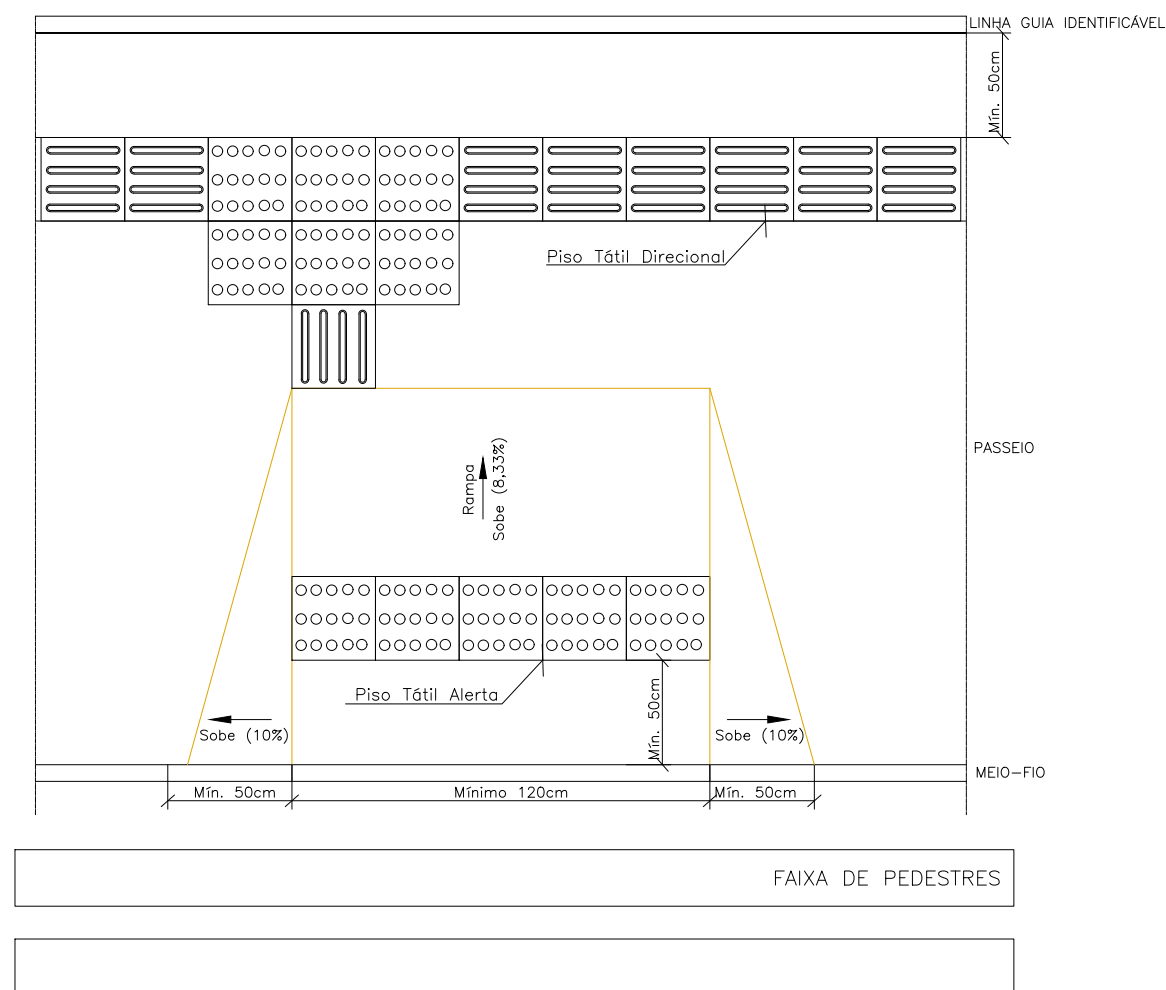 LINHA GUIA IDENTIFICÁVEL
Mín. 50cm
Piso Tátil Direcional
PASSEIO
Rampa
Sobe (8,33%)
Piso Tátil Alerta
Mín. 50cm
Sobe (10%)
Sobe (10%)
MEIO-FIO
Mín. 50cm
Mínimo 120cm
Mín. 50cm
FAIXA DE PEDESTRES